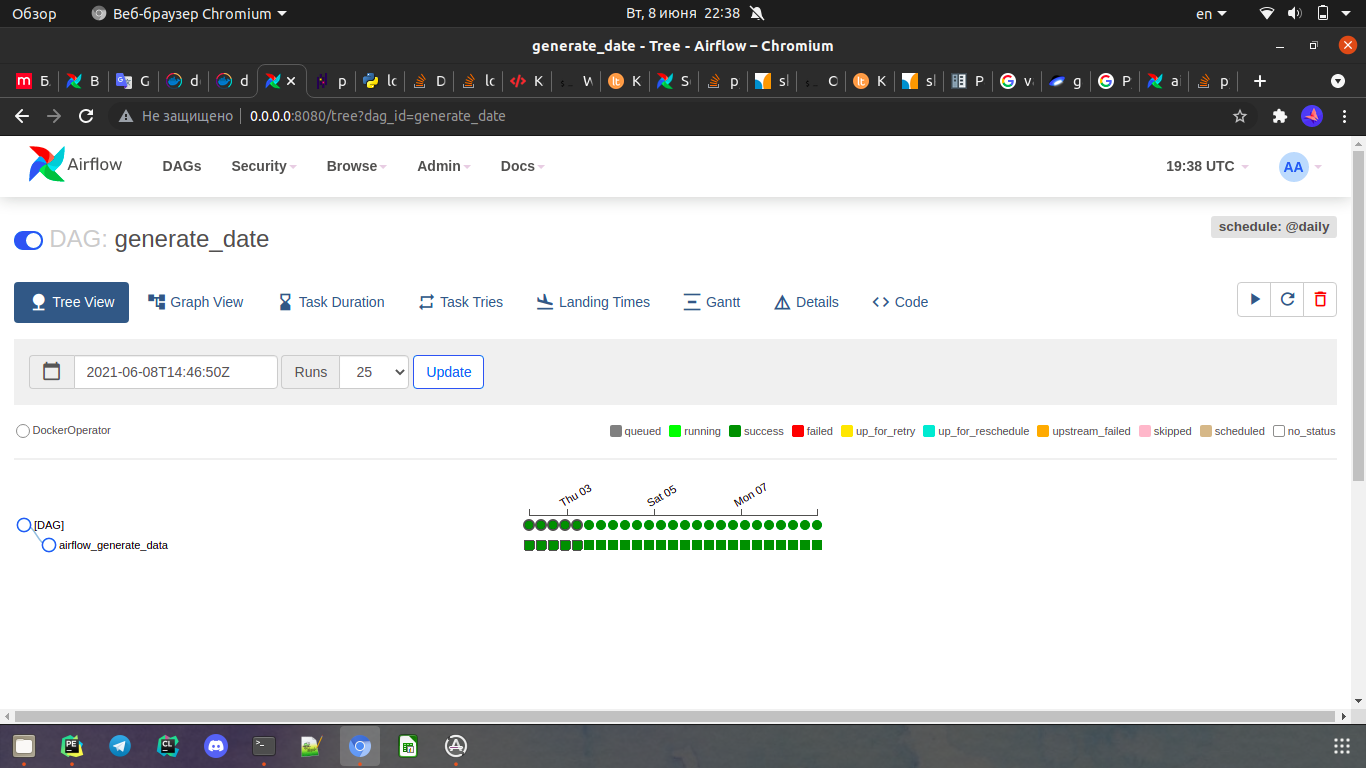 Обзор
Веб-браузер Chromium
Вт, 8 июня 22:38
en
generate_date - Tree - Airflow – Chromium
Не защищено
0.0.0.0:8080/tree?dag_id=generate_date
Airflow
DAGs
Security
Browse
Admin
Docs
19:38 UTC
AA
DAG: generate_date
schedule: @daily
Tree View
Graph View
Task Duration
Task Tries
Landing Times
Gantt
Details
Code
2021-06-08T14:46:50Z
Runs
25
Update
DockerOperator
queued
running
success
failed
up_for_retry
up_for_reschedule
upstream_failed
skipped
scheduled
no_status
Thu 03
Sat 05
Mon 07
[DAG]
airflow_generate_data